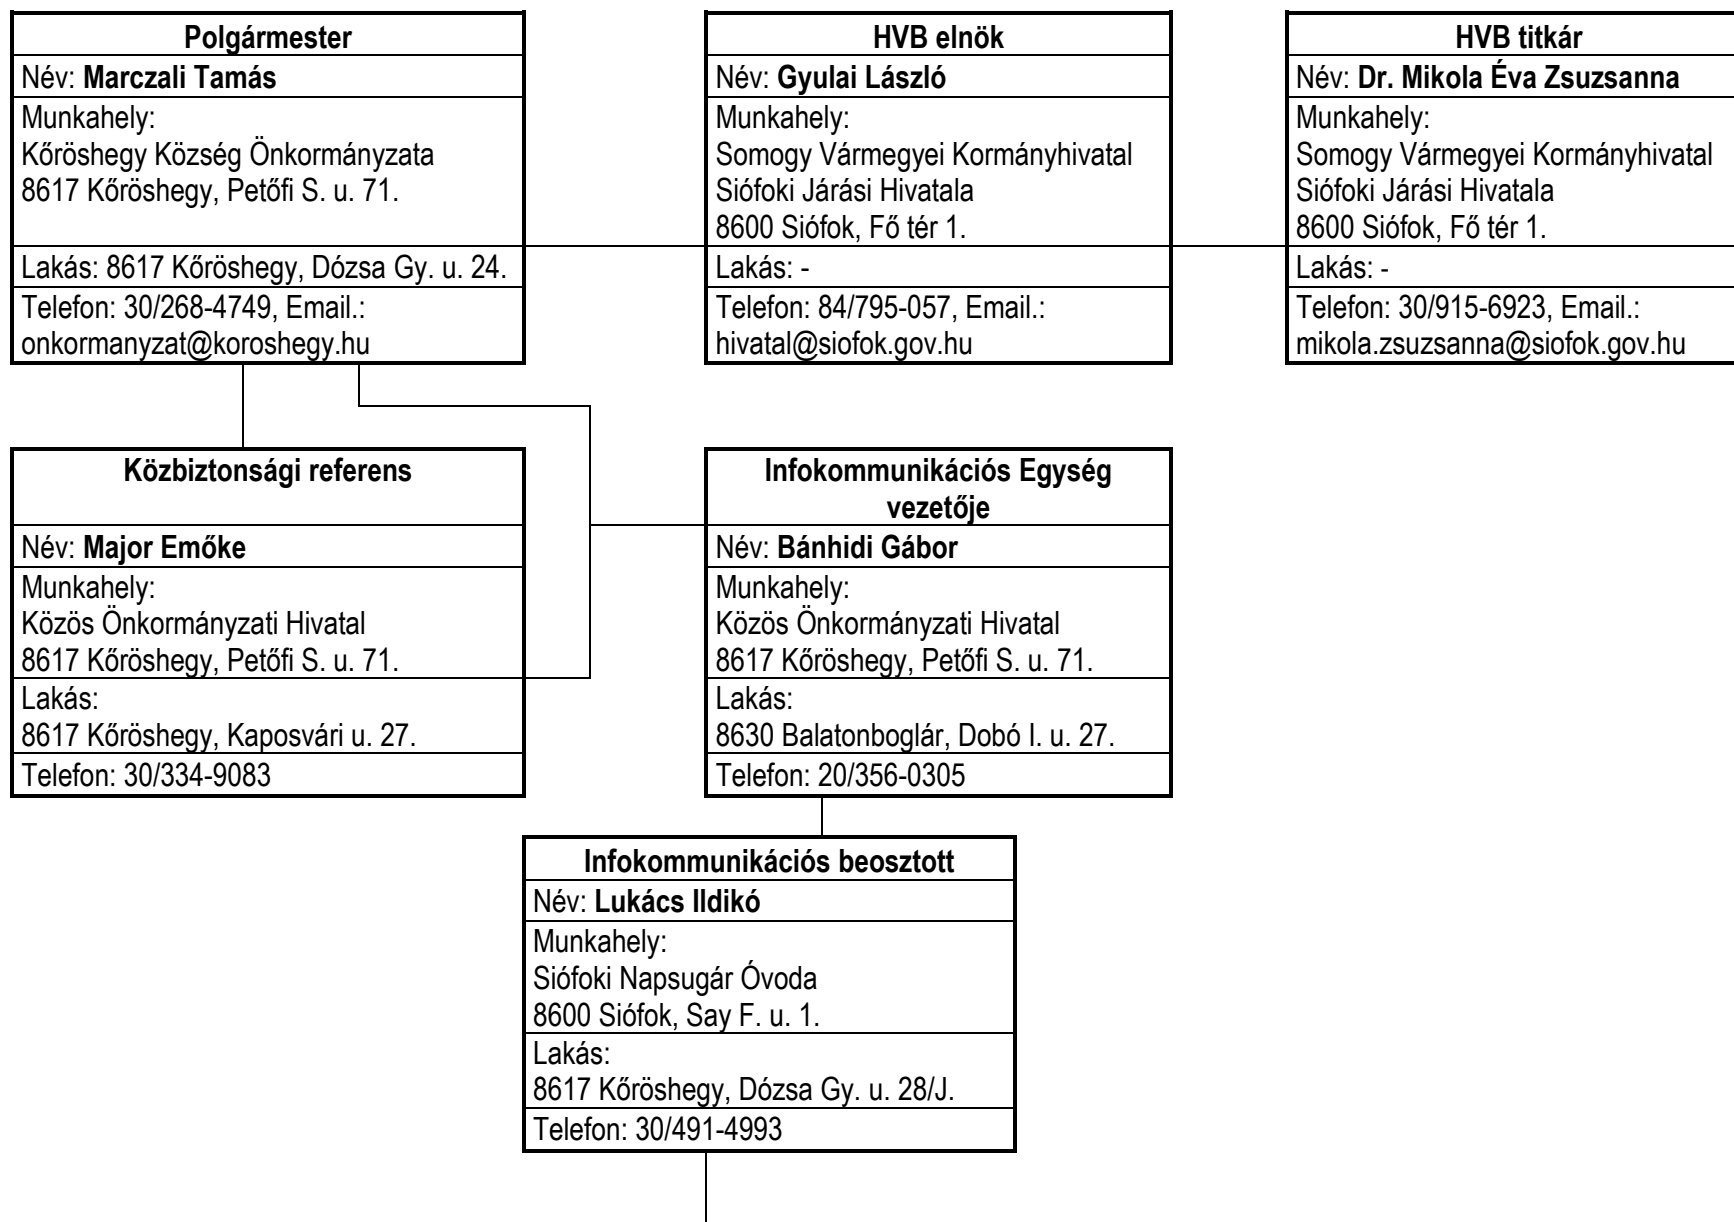 Polgármester
Név: Marczali Tamás
Munkahely:
Kőröshegy Község Önkormányzata
8617 Kőröshegy, Petőfi S. u. 71.
Lakás: 8617 Kőröshegy, Dózsa Gy. u. 24.
Telefon: 30/268-4749, Email.:
onkormanyzat@koroshegy.hu
HVB elnök
Név: Gyulai László
Munkahely:
Somogy Vármegyei Kormányhivatal
Siófoki Járási Hivatala
8600 Siófok, Fő tér 1.
Lakás: -
Telefon: 84/795-057, Email.:
hivatal@siofok.gov.hu
HVB titkár
Név: Dr. Mikola Éva Zsuzsanna
Munkahely:
Somogy Vármegyei Kormányhivatal
Siófoki Járási Hivatala
8600 Siófok, Fő tér 1.
Lakás: -
Telefon: 30/915-6923, Email.:
mikola.zsuzsanna@siofok.gov.hu
Közbiztonsági referens
Név: Major Emőke
Munkahely:
Közös Önkormányzati Hivatal
8617 Kőröshegy, Petőfi S. u. 71.
Lakás:
8617 Kőröshegy, Kaposvári u. 27.
Telefon: 30/334-9083
Infokommunikációs Egység
vezetője
Név: Bánhidi Gábor
Munkahely:
Közös Önkormányzati Hivatal
8617 Kőröshegy, Petőfi S. u. 71.
Lakás:
8630 Balatonboglár, Dobó I. u. 27.
Telefon: 20/356-0305
Infokommunikációs beosztott
Név: Lukács Ildikó
Munkahely:
Siófoki Napsugár Óvoda
8600 Siófok, Say F. u. 1.
Lakás:
8617 Kőröshegy, Dózsa Gy. u. 28/J.
Telefon: 30/491-4993